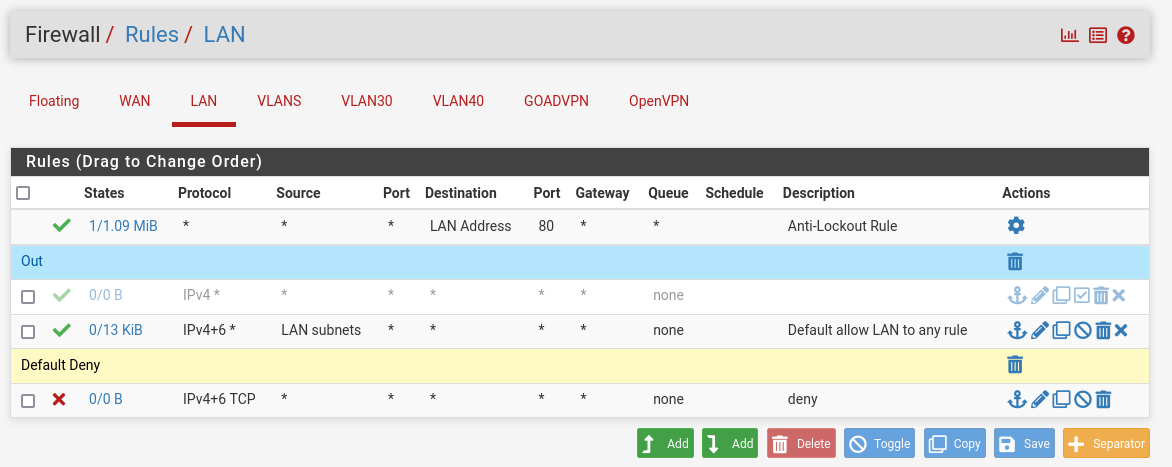 Firewall / Rules / LAN
Floating WAN LAN VLANS VLAN30 VLAN40 GOADVPN OpenVPN
Rules (Drag to Change Order)
States Protocol Source Port Destination Port Gateway Queue Schedule Description Actions
1/1.09 MiB * * * LAN Address 80 * * Anti-Lockout Rule
Out
0/0 B IPv4 * * * * * * none
0/13 KiB IPv4+6 * LAN subnets * * * * none Default allow LAN to any rule
Default Deny
0/0 B IPv4+6 TCP * * * * * none deny
Add Add Delete Toggle Copy Save Separator